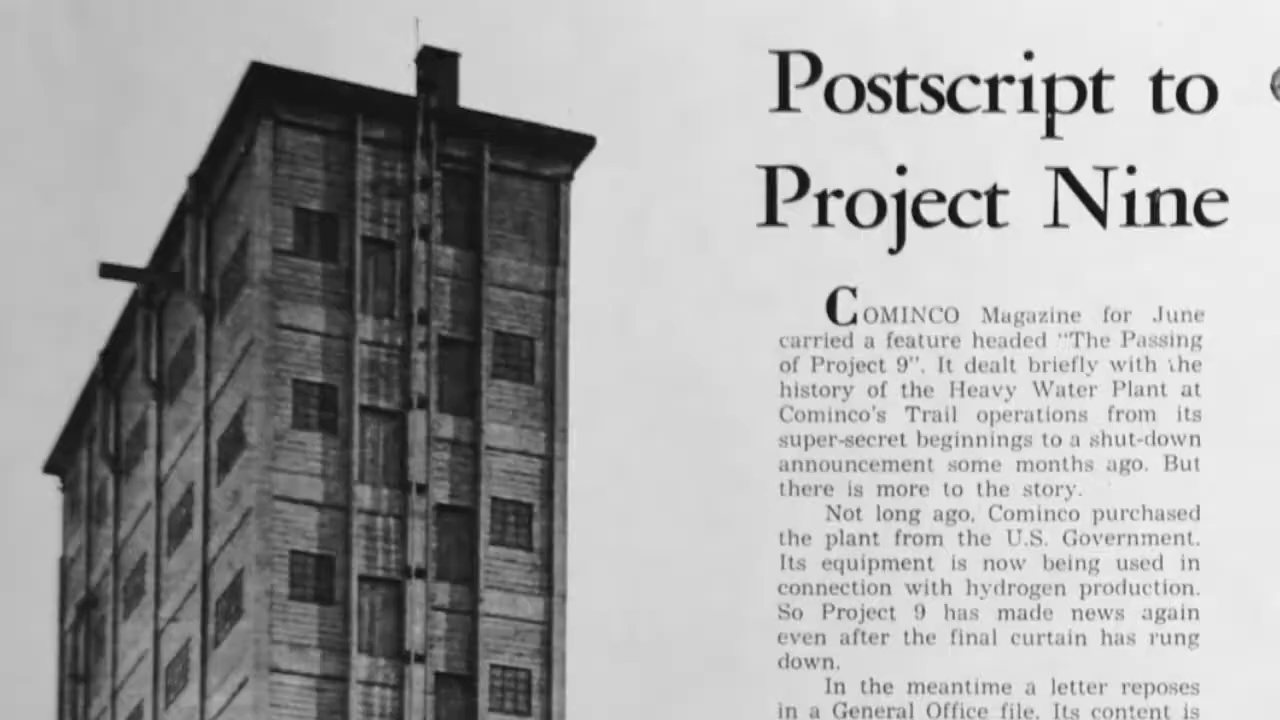 Postscript to
Project Nine
COMINCO Magazine for June
carried a feature headed "The Passing
of Project 9". It dealt briefly with the
history of the Heavy Water Plant at
Cominco's Trail operations from its
super-secret beginnings to a shut-down
announcement some months ago. But
there is more to the story.
Not long ago, Cominco purchased
the plant from the U.S. Government.
Its equipment is now being used in
connection with hydrogen production.
So Project 9 has made news again
even after the final curtain has rung
down.
In the meantime a letter reposes
in a General Office file. Its content is